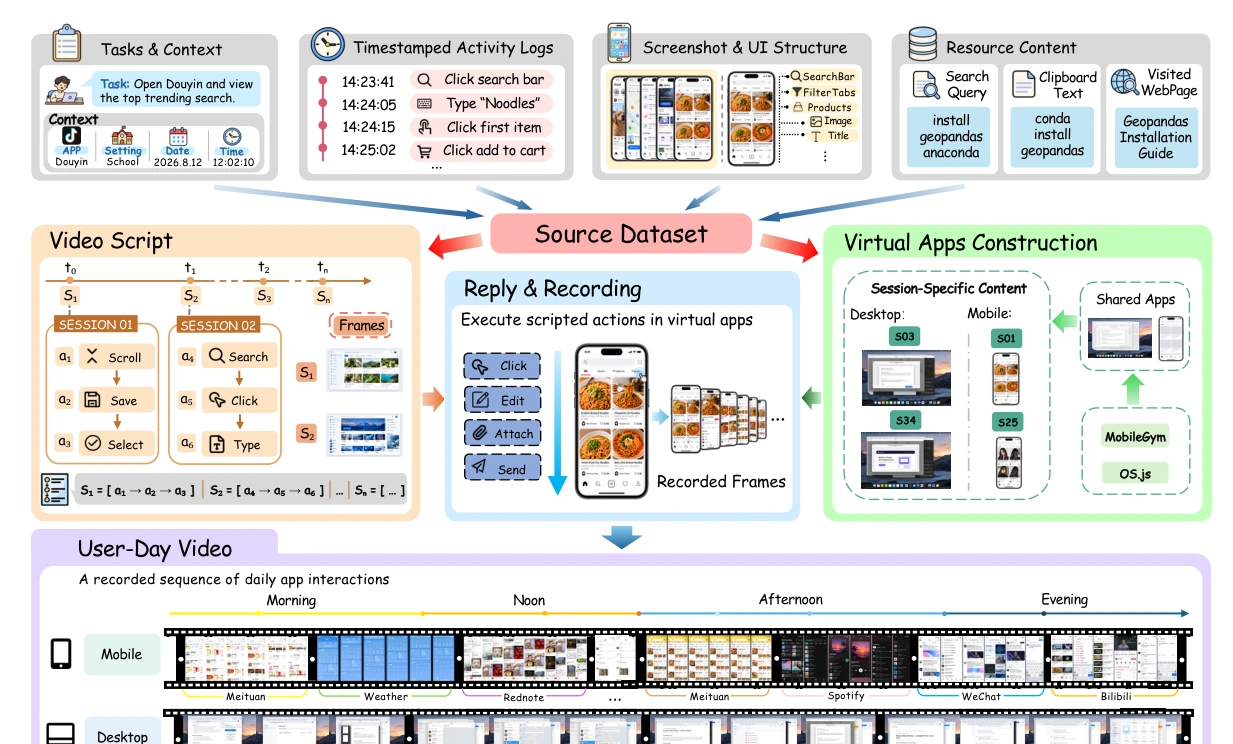 Tasks & Context
Task: Open Douyin and view
the top trending search.
Context
APP
Douyin
Setting
School
Date
2026.8.12
Time
12:02:10
Timestamped Activity Logs
14:23:41
Click search bar
14:24:05
Type “Noodles”
14:24:15
Click first item
14:25:02
Click add to cart
...
Screenshot & UI Structure
SearchBar
FilterTabs
Products
Image
Title
Resource Content
Search
Query
install
geopandas
anaconda
Clipboard
Text
conda
install
geopandas
Visited
WebPage
Geopandas
Installation
Guide
Source Dataset
Video Script
t₀ t₁ t₂ tₙ
S₁ S₂ S₃ Sₙ
SESSION 01
a₁ Scroll
a₂ Save
a₃ Select
SESSION 02
a₄ Search
a₅ Click
a₆ Type
Frames
S₁
S₂
S₁ = [ a₁ → a₂ → a₃ ] | S₂ = [ a₄ → a₅ → a₆ ] | ... | Sₙ = [ ... ]
Reply & Recording
Execute scripted actions in virtual apps
Click
Edit
Attach
Send
...
Recorded Frames
Virtual Apps Construction
Session-Specific Content
Desktop:
Mobile:
S03
S01
S34
S25
Shared Apps
MobileGym
OS.js
User-Day Video
A recorded sequence of daily app interactions
Morning
Noon
Afternoon
Evening
Mobile
Meituan
Weather
Rednote
...
Meituan
Spotify
WeChat
Bilibili
Desktop